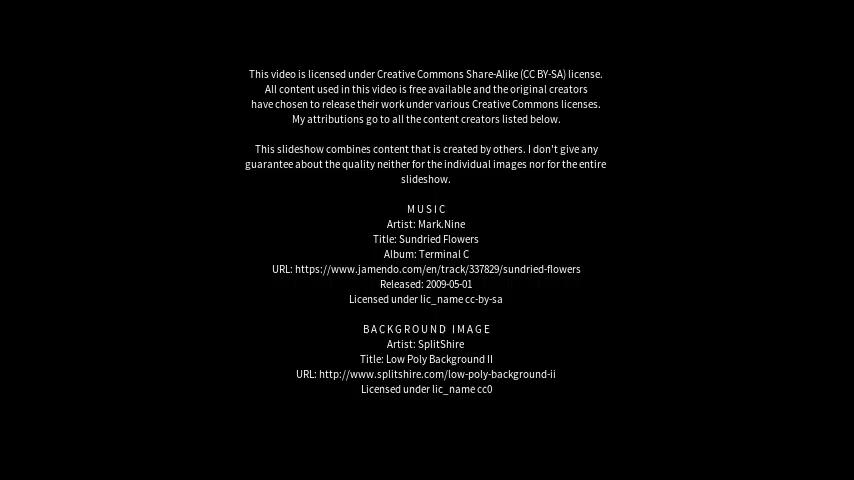 This video is licensed under Creative Commons Share-Alike (CC BY-SA) license.
All content used in this video is free available and the original creators
have chosen to release their work under various Creative Commons licenses.
My attributions go to all the content creators listed below.
This slideshow combines content that is created by others. I don't give any
guarantee about the quality neither for the individual images nor for the entire
slideshow.
MUSIC
Artist: Mark.Nine
Title: Sundried Flowers
Album: Terminal C
URL: https://www.jamendo.com/en/track/337829/sundried-flowers
Released: 2009-05-01
Licensed under lic_name cc-by-sa
BACKGROUND IMAGE
Artist: SplitShire
Title: Low Poly Background II
URL: http://www.splitshire.com/low-poly-background-ii
Licensed under lic_name cc0